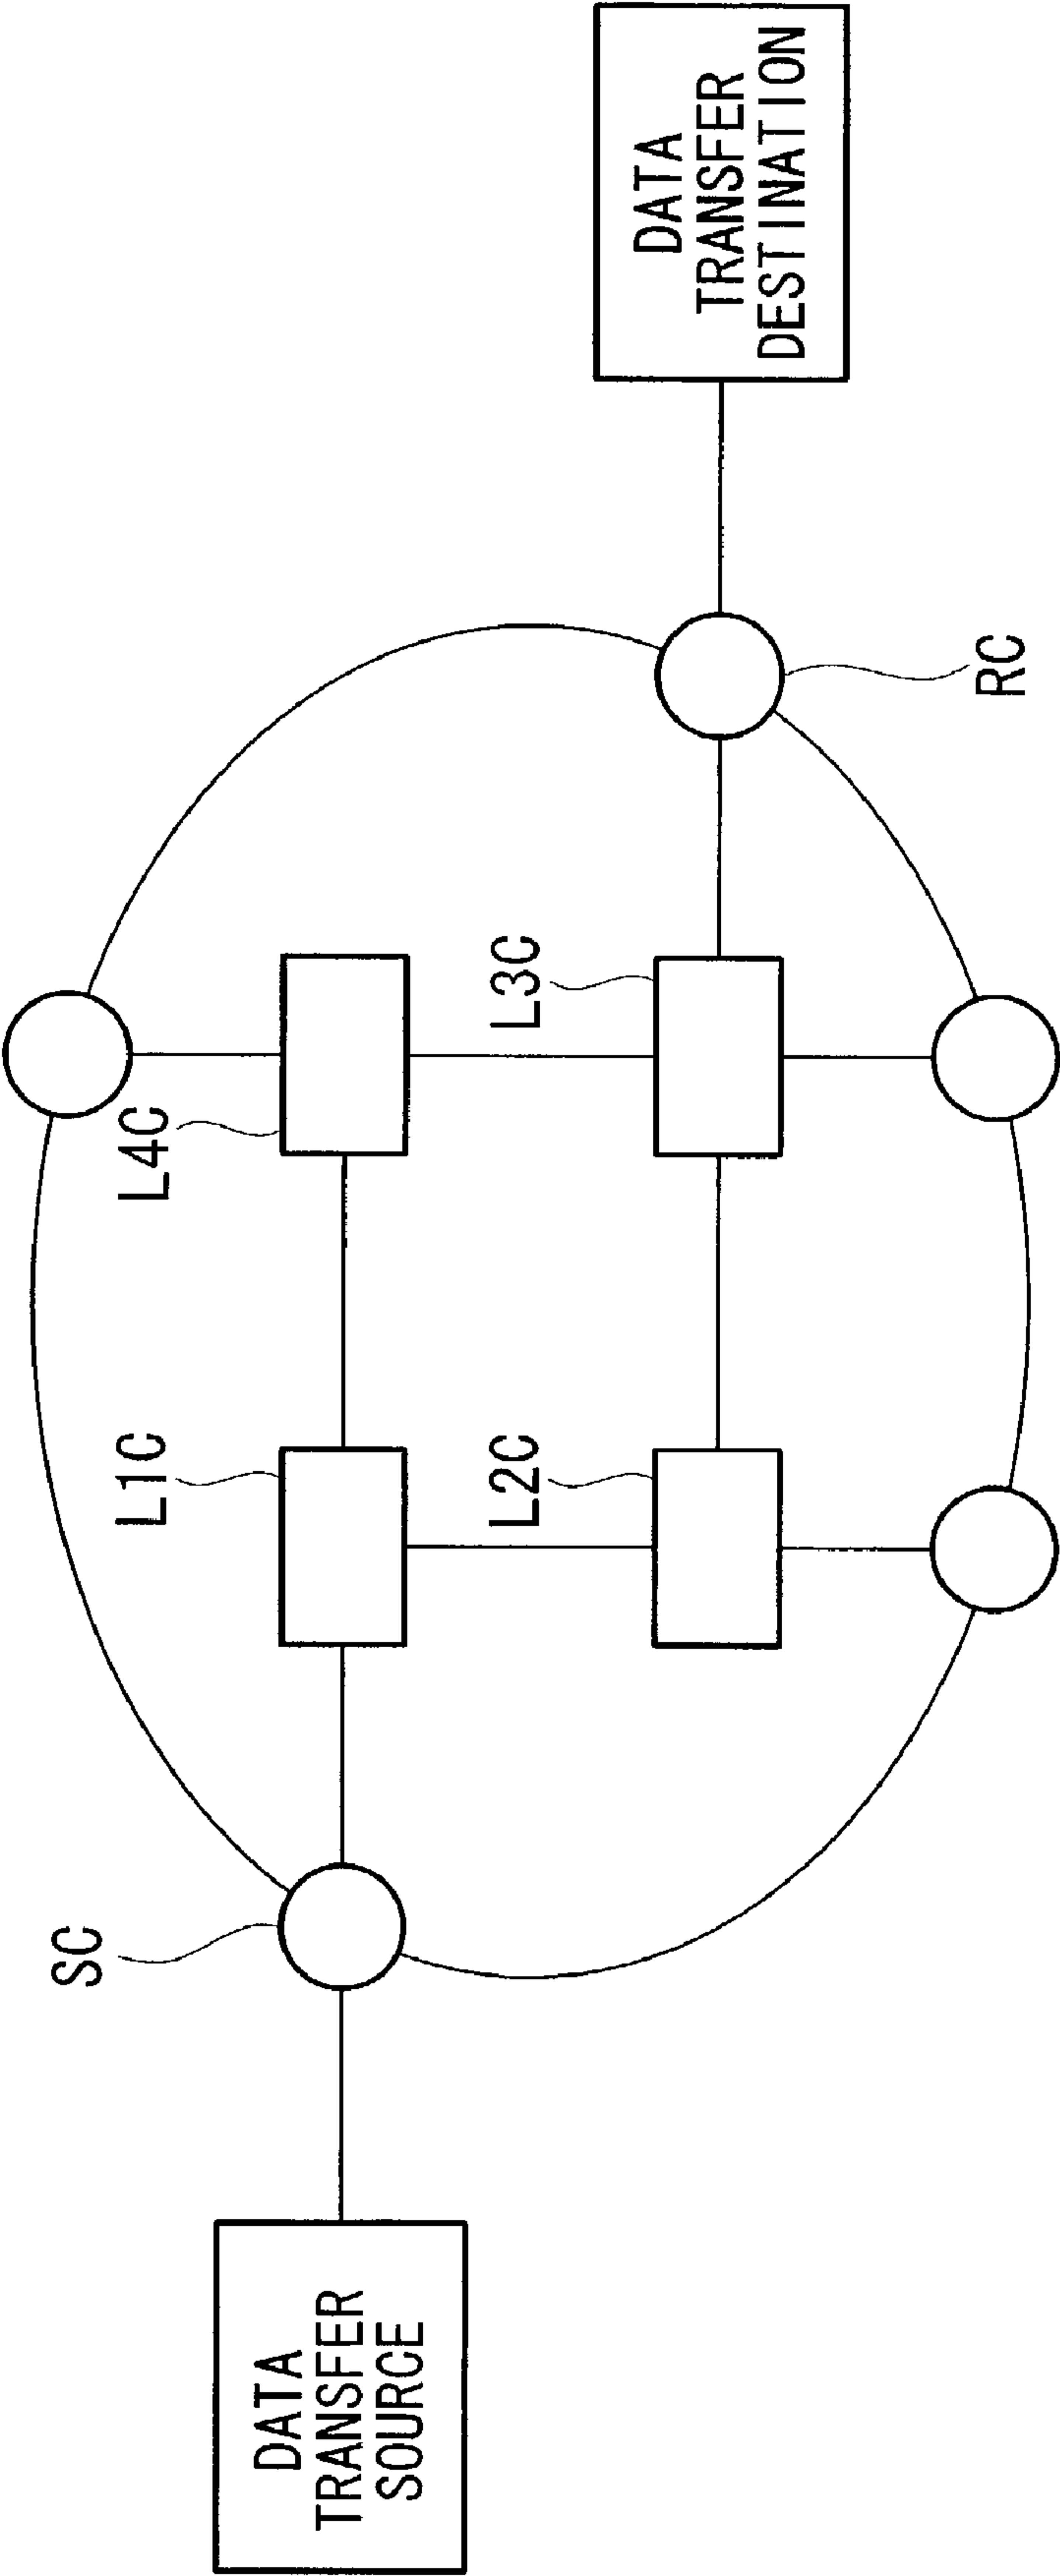 DATA
TRANSFER
SOURCE
SC
L1C
L4C
L2C
L3C
RC
DATA
TRANSFER
DESTINATION